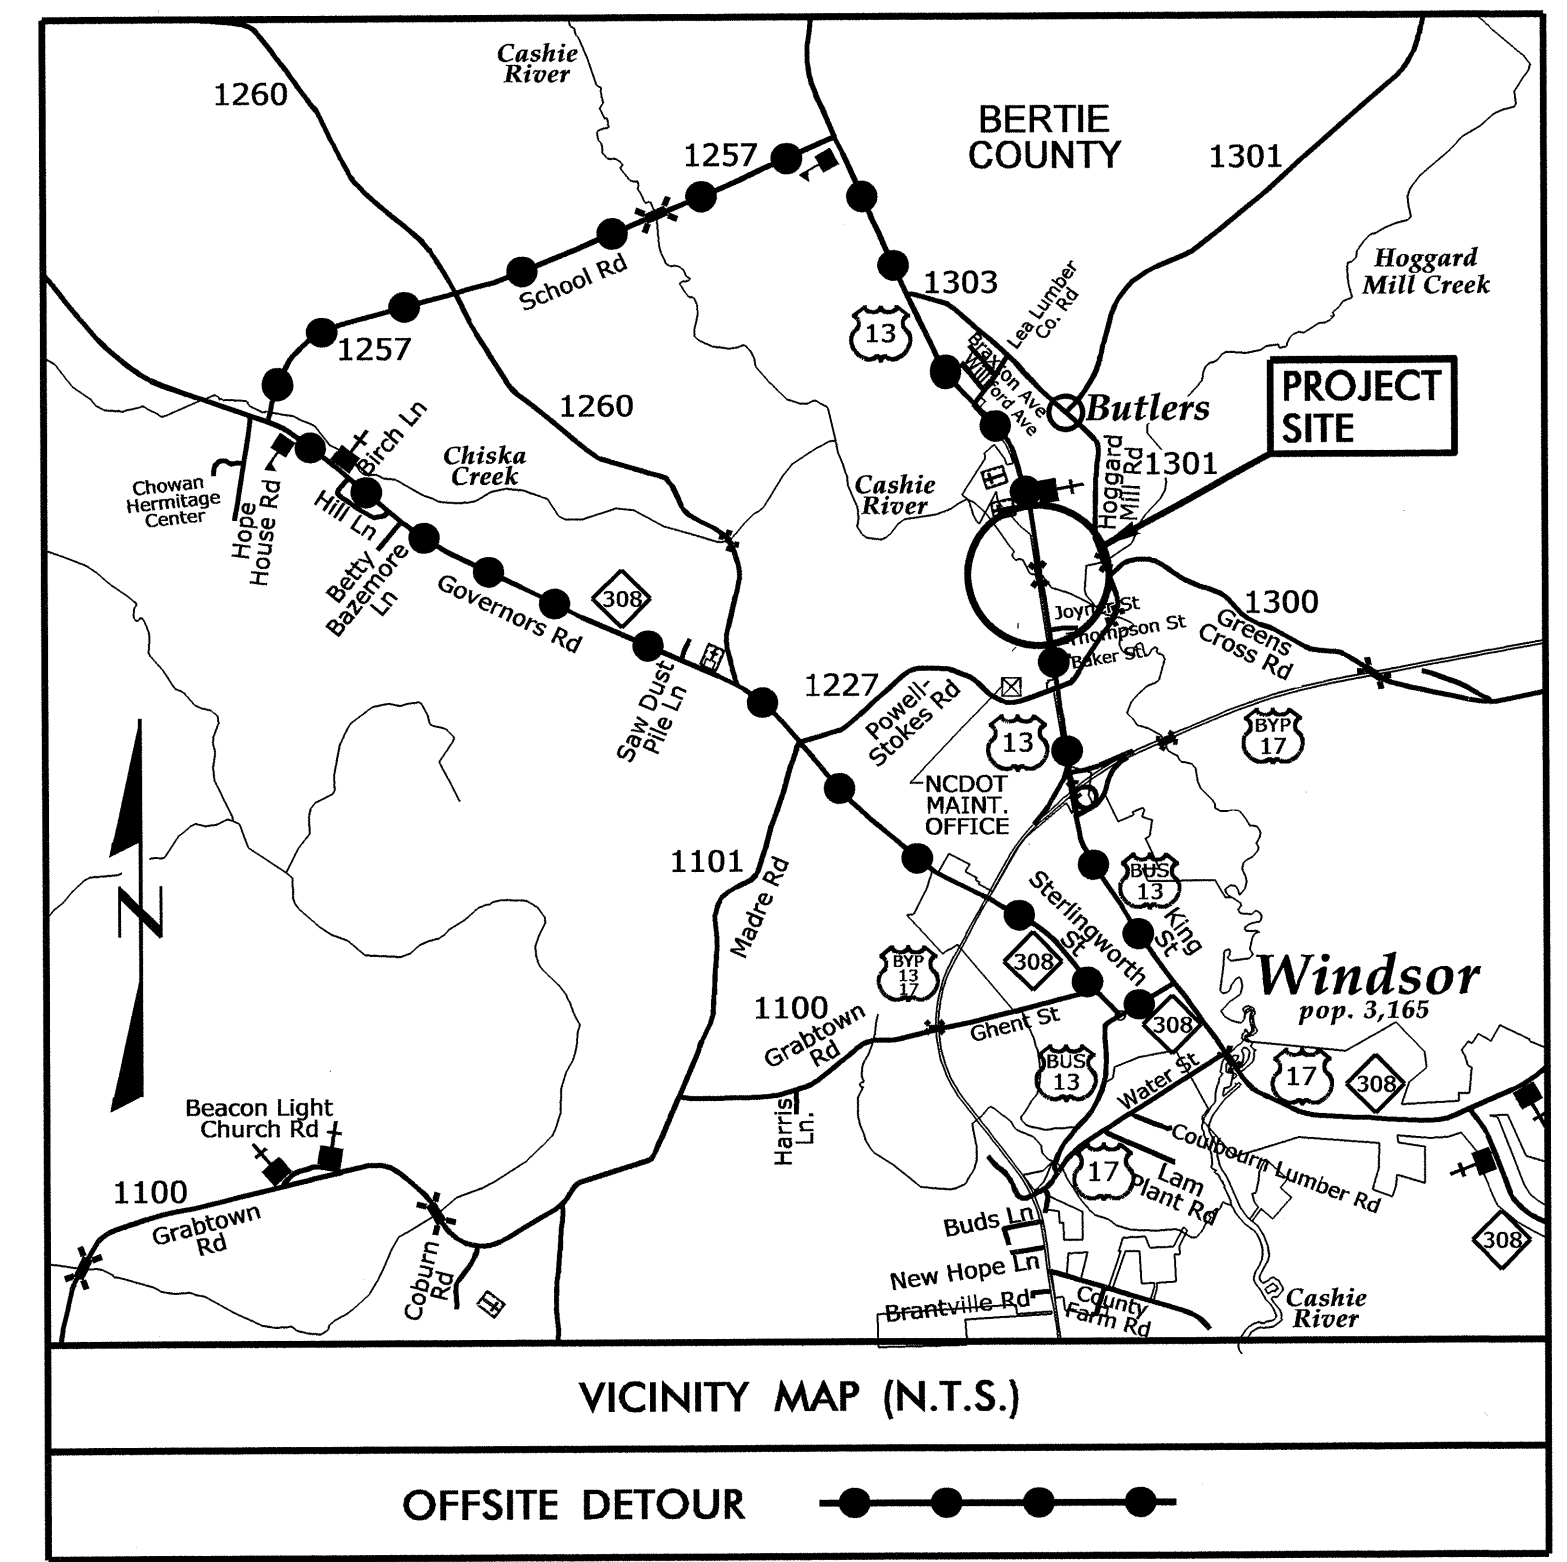 Cashie
River
1260
BERTIE
COUNTY
1257
1301
School Rd
Hoggard
Mill Creek
1303
Lea Lumber
Co. Rd
13
1257
Braxton Ave
Williford Ave
PROJECT
SITE
1260
Butlers
Birch Ln
Chiska
Creek
Hoggard
Mill Rd
1301
Chowan
Hermitage
Center
Cashie
River
Hill Ln
Hope
House Rd
Betty
Bazemore
Ln
Governors Rd
308
Joyner St
Thompson St
Baker St
1300
Greens
Cross Rd
1227
Powell-
Stokes Rd
Saw Dust
Pile Ln
13
BYP
17
NCDOT
MAINT.
OFFICE
1101
Madre Rd
BUS
13
Sterlingworth
St
King
St
N
308
BYP
13
17
Windsor
pop. 3,165
1100
Grabtown
Rd
Ghent St
308
BUS
13
Water St
17
308
Beacon Light
Church Rd
Harris
Ln.
Coulbourn Lumber Rd
17
Lam
Plant Rd
1100
Grabtown
Rd
Buds Ln
308
Coburn
Rd
New Hope Ln
Brantville Rd
County
Farm Rd
Cashie
River
VICINITY MAP (N.T.S.)
OFFSITE DETOUR